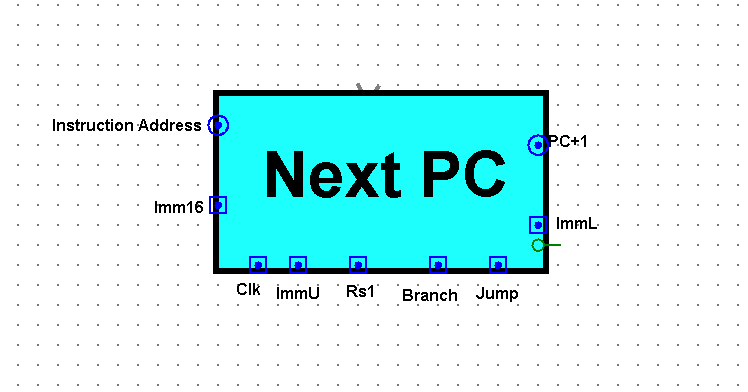 Instruction Address
PC+1
Next PC
Imm16
ImmL
Clk
ImmU
Rs1
Branch
Jump